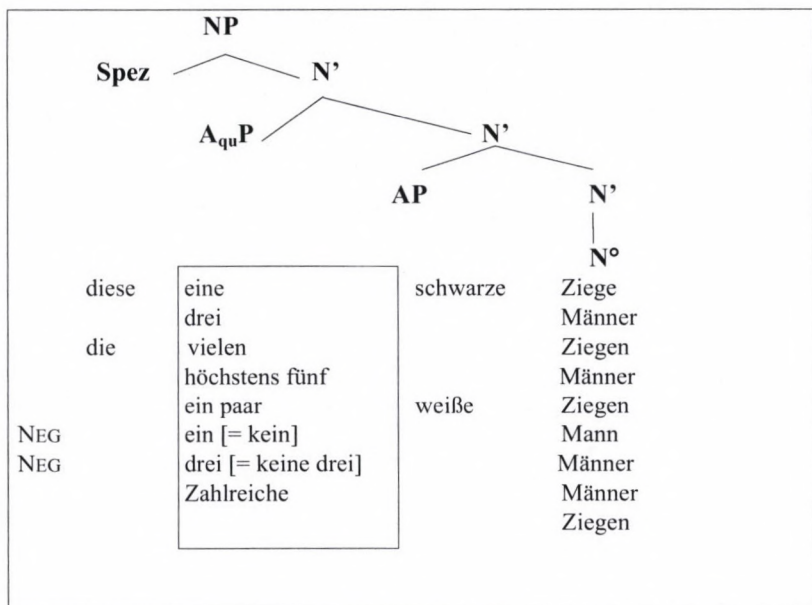 NP
Spez N’
AquP N’
AP N’
N°
diese eine schwarze Ziege
drei Männer
die vielen Ziegen
höchstens fünf Männer
ein paar weiße Ziegen
NEG ein [= kein] Mann
NEG drei [= keine drei] Männer
Zahlreiche Männer
Ziegen